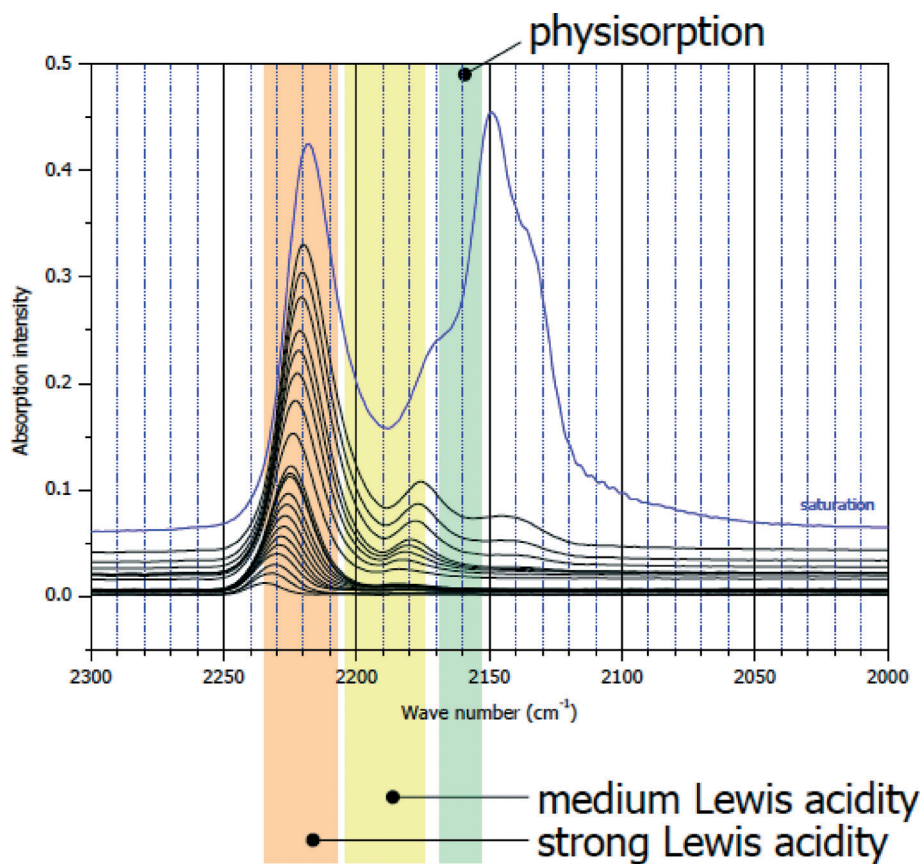 physisorption
0.5
0.4
0.3
0.2
0.1
0.0
Absorption intensity
saturation
2300 2250 2200 2150 2100 2050 2000
Wave number (cm⁻¹)
medium Lewis acidity
strong Lewis acidity